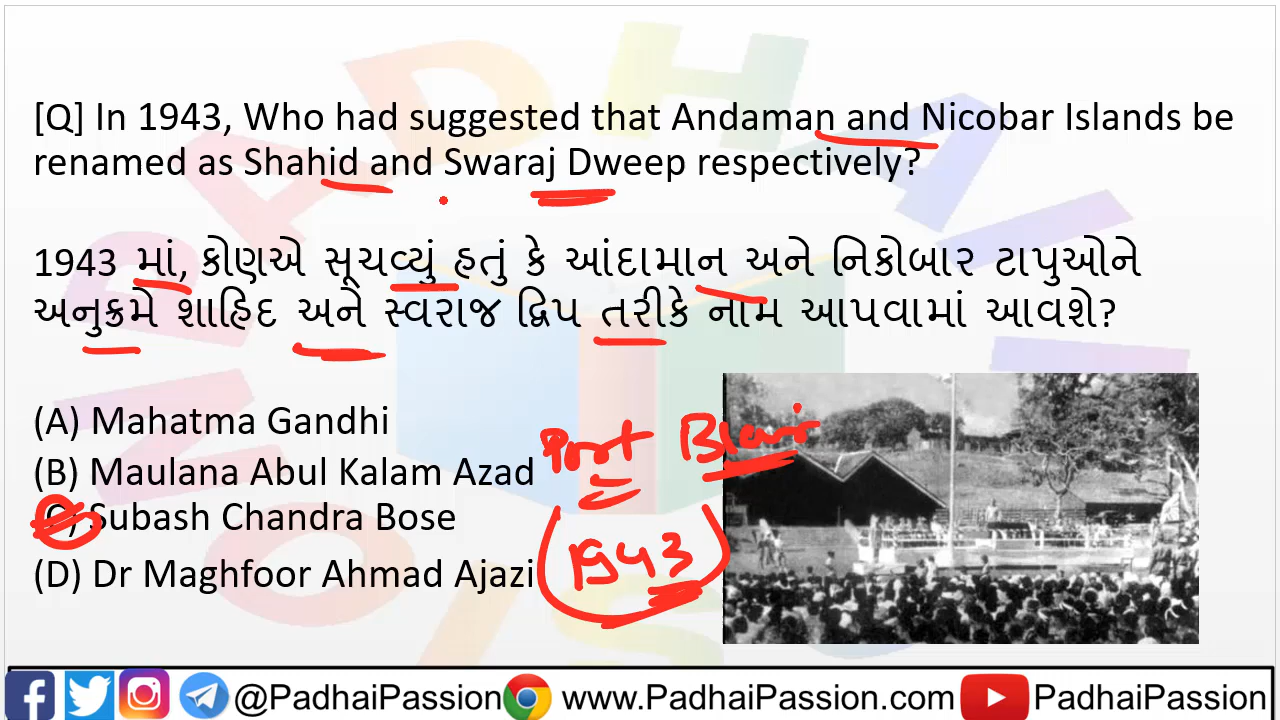 [Q] In 1943, Who had suggested that Andaman and Nicobar Islands be
renamed as Shahid and Swaraj Dweep respectively?
1943 માં, કોણએ સૂચવ્યું હતું કે આંદામાન અને નિકોબાર ટાપુઓને
અનુક્રમે શાહિદ અને સ્વરાજ દ્વિપ તરીકે નામ આપવામાં આવશે?
(A) Mahatma Gandhi
(B) Maulana Abul Kalam Azad
(C) Subash Chandra Bose
(D) Dr Maghfoor Ahmad Ajazi
Port Blair
1943
@PadhaiPassion www.PadhaiPassion.com PadhaiPassion